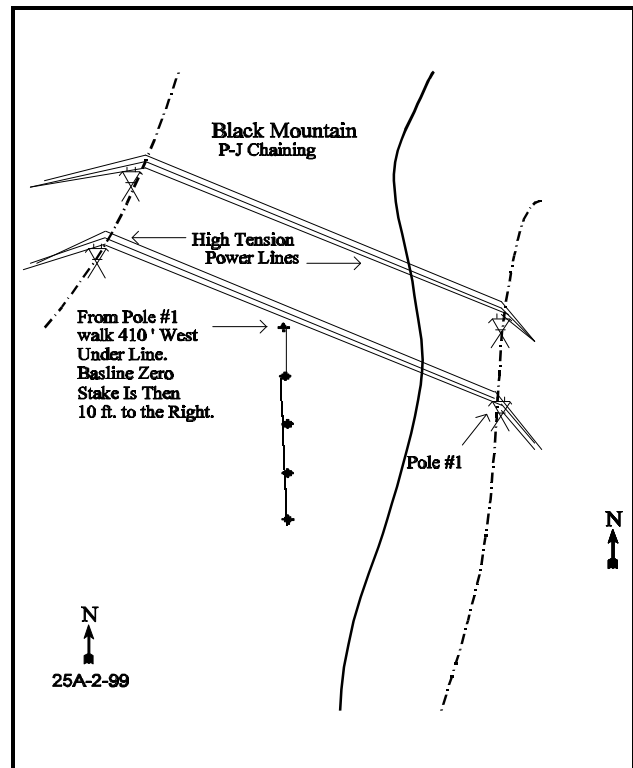 Black Mountain
P-J Chaining
High Tension
Power Lines
From Pole #1
walk 410 ' West
Under Line.
Basline Zero
Stake Is Then
10 ft. to the Right.
Pole #1
N
N
25A-2-99